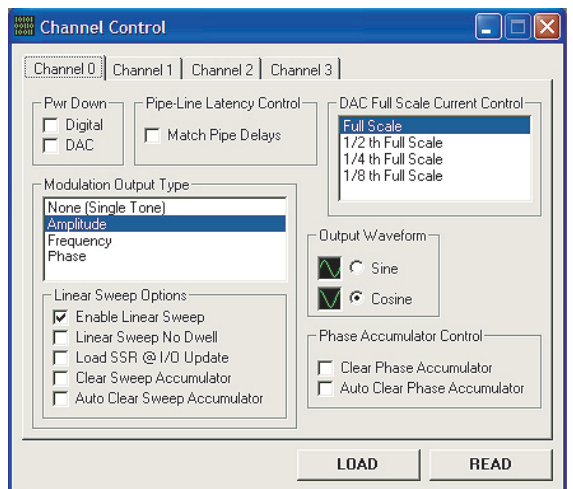 Channel Control
Channel 0 Channel 1 Channel 2 Channel 3
Pwr Down
Digital
DAC
Pipe-Line Latency Control
Match Pipe Delays
DAC Full Scale Current Control
Full Scale
1/2 th Full Scale
1/4 th Full Scale
1/8 th Full Scale
Modulation Output Type
None (Single Tone)
Amplitude
Frequency
Phase
Linear Sweep Options
Enable Linear Sweep
Linear Sweep No Dwell
Load SSR @ I/O Update
Clear Sweep Accumulator
Auto Clear Sweep Accumulator
Output Waveform
Sine
Cosine
Phase Accumulator Control
Clear Phase Accumulator
Auto Clear Phase Accumulator
LOAD READ